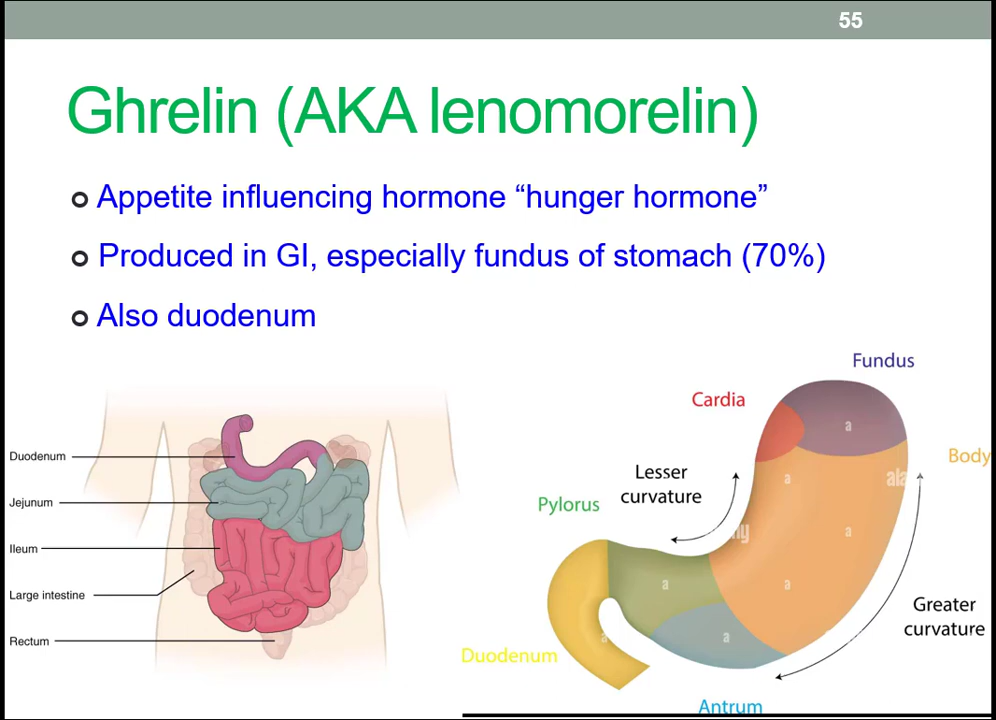 55
Ghrelin (AKA lenomorelin)
Appetite influencing hormone “hunger hormone”
Produced in GI, especially fundus of stomach (70%)
Also duodenum
Duodenum
Jejunum
Ileum
Large intestine
Rectum
Fundus
Cardia
Body
Lesser
curvature
Pylorus
Greater
curvature
Duodenum
Antrum
a
a
a
a
a
a
a
a